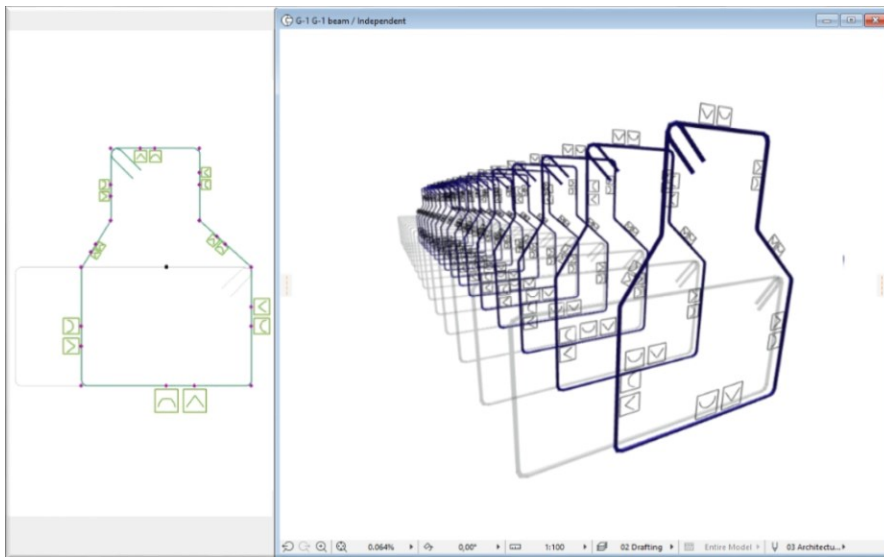 G-1 G-1 beam / Independent
0.064%
0,00°
1:100
02 Drafting
Entire Model
03 Architectu...